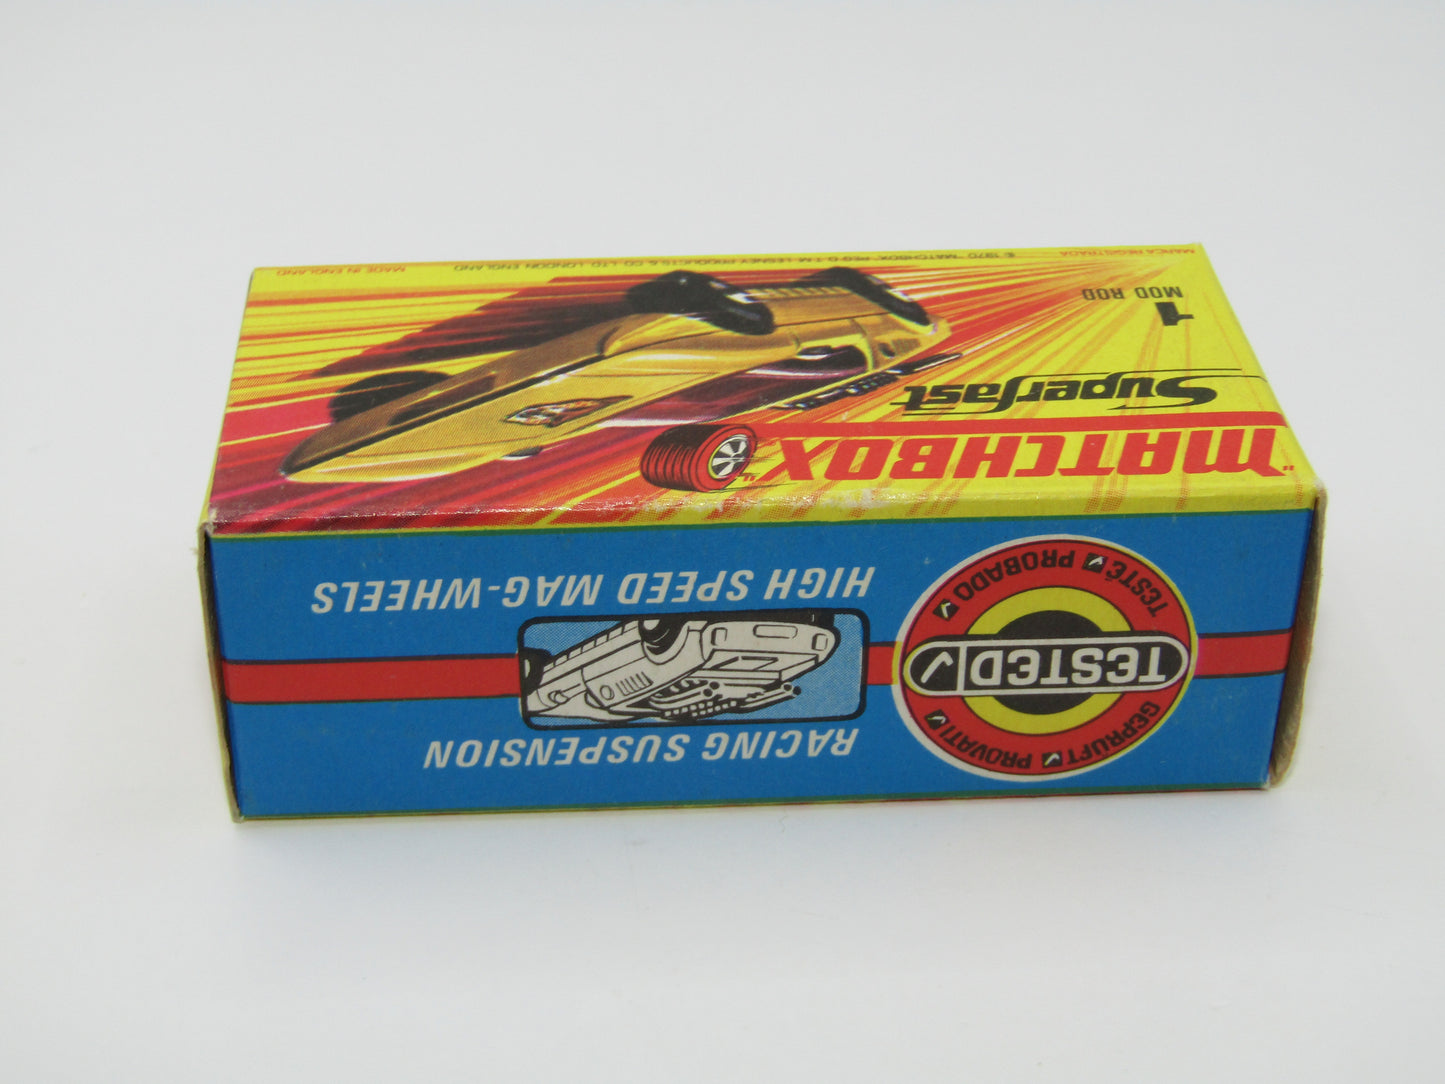 "MATCHBOX"
Superfast
1
MOD ROD
MARCA REGISTRADA
© 1970 "MATCHBOX" REG'D T.M. LESNEY PRODUCTS & CO. LTD. LONDON ENGLAND
MADE IN ENGLAND
RACING SUSPENSION
HIGH SPEED MAG-WHEELS
GEPRÜFT PROVATI
TESTED
TESTÉ PROBADO